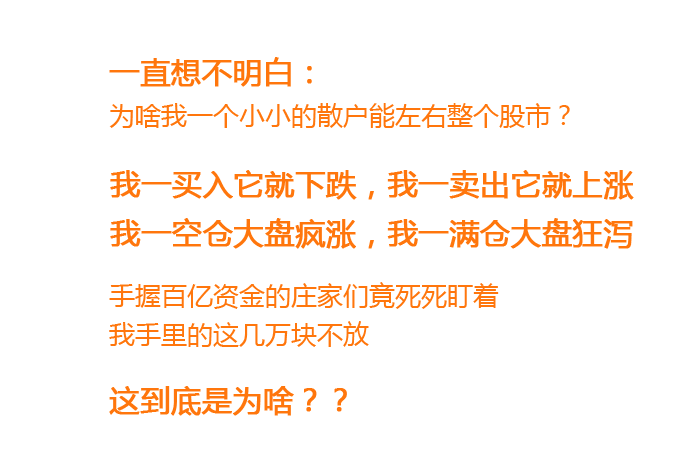 一直想不明白：
为啥我一个小小的散户能左右整个股市？
我一买入它就下跌，我一卖出它就上涨
我一空仓大盘疯涨，我一满仓大盘狂泻
手握百亿资金的庄家们竟死死盯着
我手里的这几万块不放
这到底是为啥？？